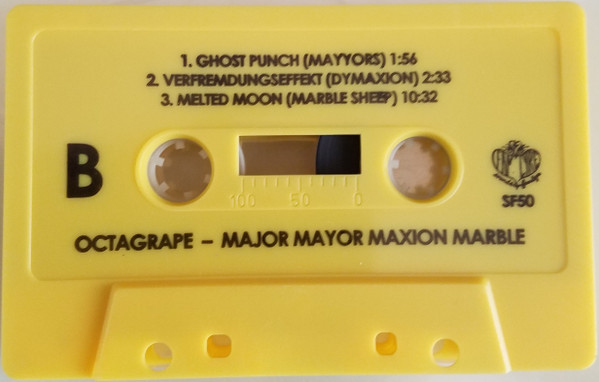 1. GHOST PUNCH (MAYYORS) 1:56
2. VERFREMDUNGSEFFEKT (DYMAXION) 2:33
3. MELTED MOON (MARBLE SHEEP) 10:32
B
100 50 0
SF50
OCTAGRAPE – MAJOR MAYOR MAXION MARBLE